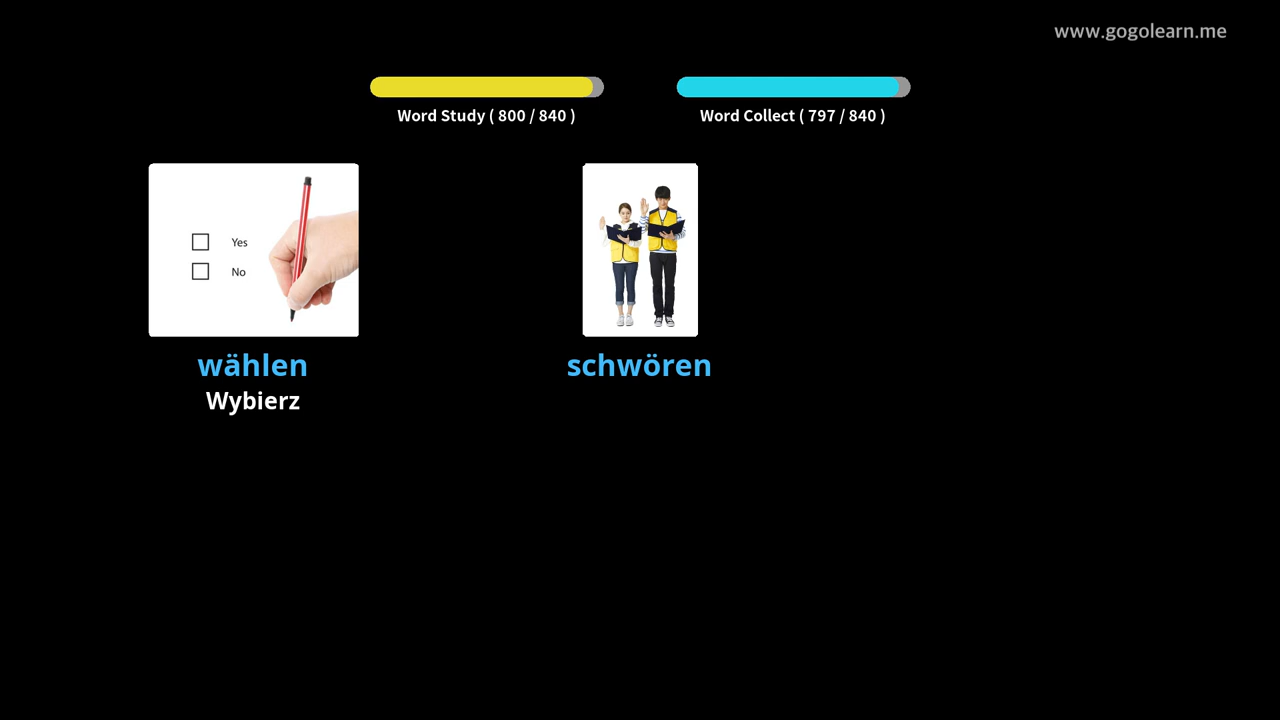 www.gogolearn.me
Word Study ( 800 / 840 )
Word Collect ( 797 / 840 )
Yes
No
wählen
Wybierz
schwören